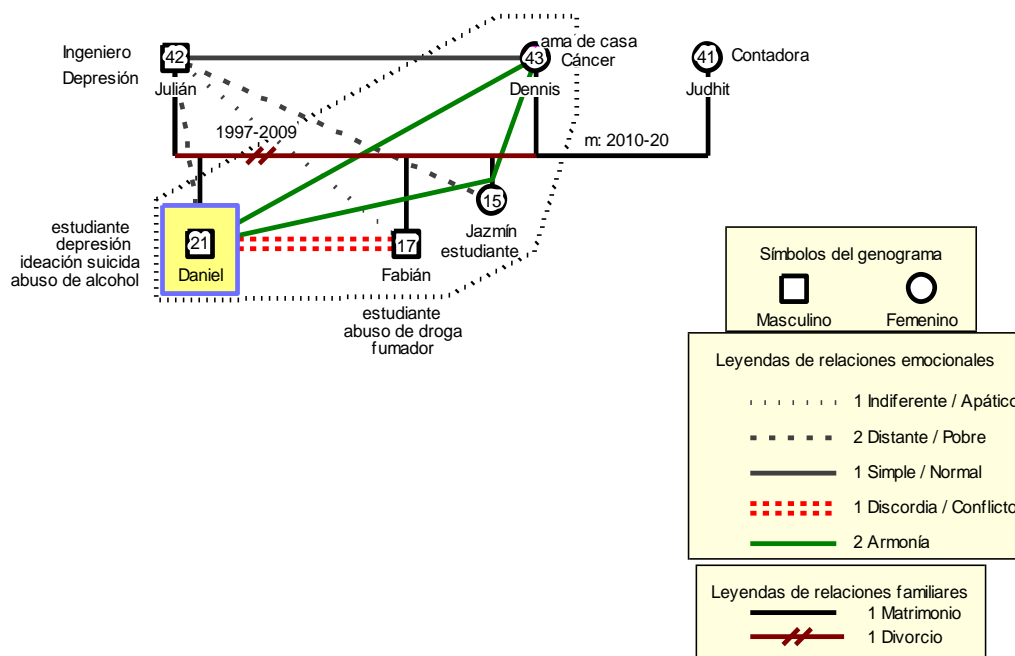 ama de casa
Cáncer
Ingeniero
Depresión
42
43
41
Contadora
Julián
Dennis
Judhit
1997-2009
m: 2010-20
15
Jazmín
estudiante
estudiante
depresión
ideación suicida
abuso de alcohol
21
Daniel
17
Fabián
estudiante
abuso de droga
fumador
Símbolos del genograma
Masculino
Femenino
Leyendas de relaciones emocionales
1 Indiferente / Apático
2 Distante / Pobre
1 Simple / Normal
1 Discordia / Conflicto
2 Armonía
Leyendas de relaciones familiares
1 Matrimonio
1 Divorcio